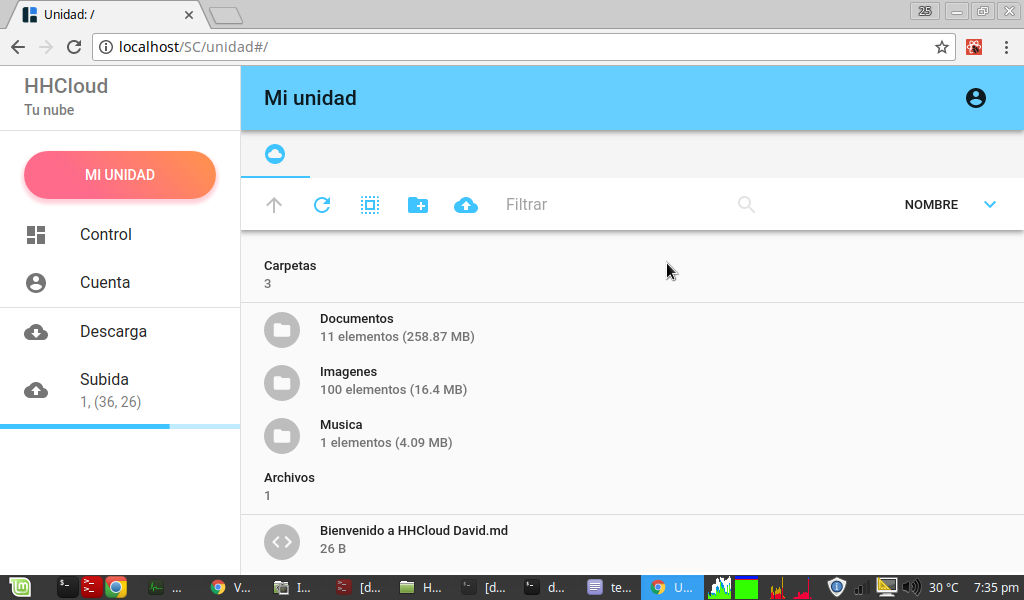 Unidad: /
25
localhost/SC/unidad#/
HHCloud
Tu nube
Mi unidad
MI UNIDAD
Control
Cuenta
Descarga
Subida
1, (36, 26)
Filtrar
NOMBRE
Carpetas
3
Documentos
11 elementos (258.87 MB)
Imagenes
100 elementos (16.4 MB)
Musica
1 elementos (4.09 MB)
Archivos
1
Bienvenido a HHCloud David.md
26 B
... V... I... [d... H... [d... d... te... U... 30 °C 7:35 pm